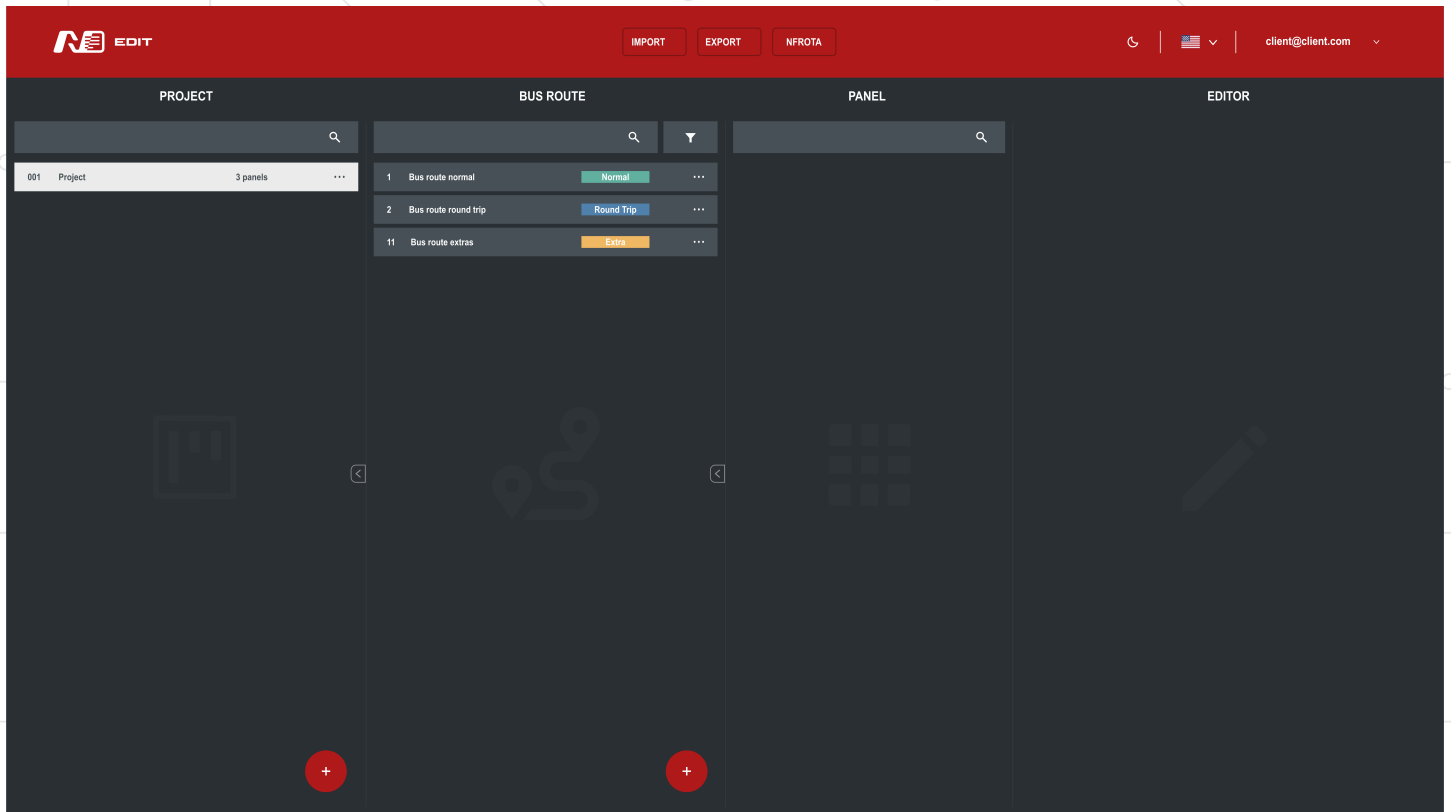 EDIT
IMPORT EXPORT NFROTA
client@client.com
PROJECT BUS ROUTE PANEL EDITOR
001 Project 3 panels ...
1 Bus route normal Normal ...
2 Bus route round trip Round Trip ...
11 Bus route extras Extra ...